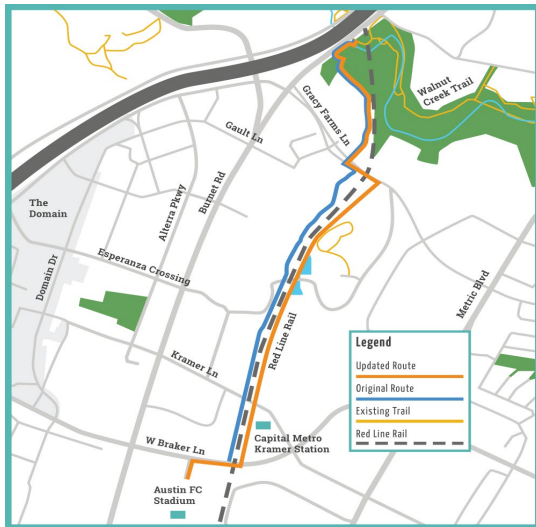 Walnut
Creek Trail
Gracy Farms Ln
Gault Ln
Burnet Rd
Alterra Pkwy
The
Domain
Domain Dr
Esperanza Crossing
Metric Blvd
Red Line Rail
Kramer Ln
Legend
Updated Route
Original Route
Existing Trail
Red Line Rail
W Braker Ln
Capital Metro
Kramer Station
Austin FC
Stadium